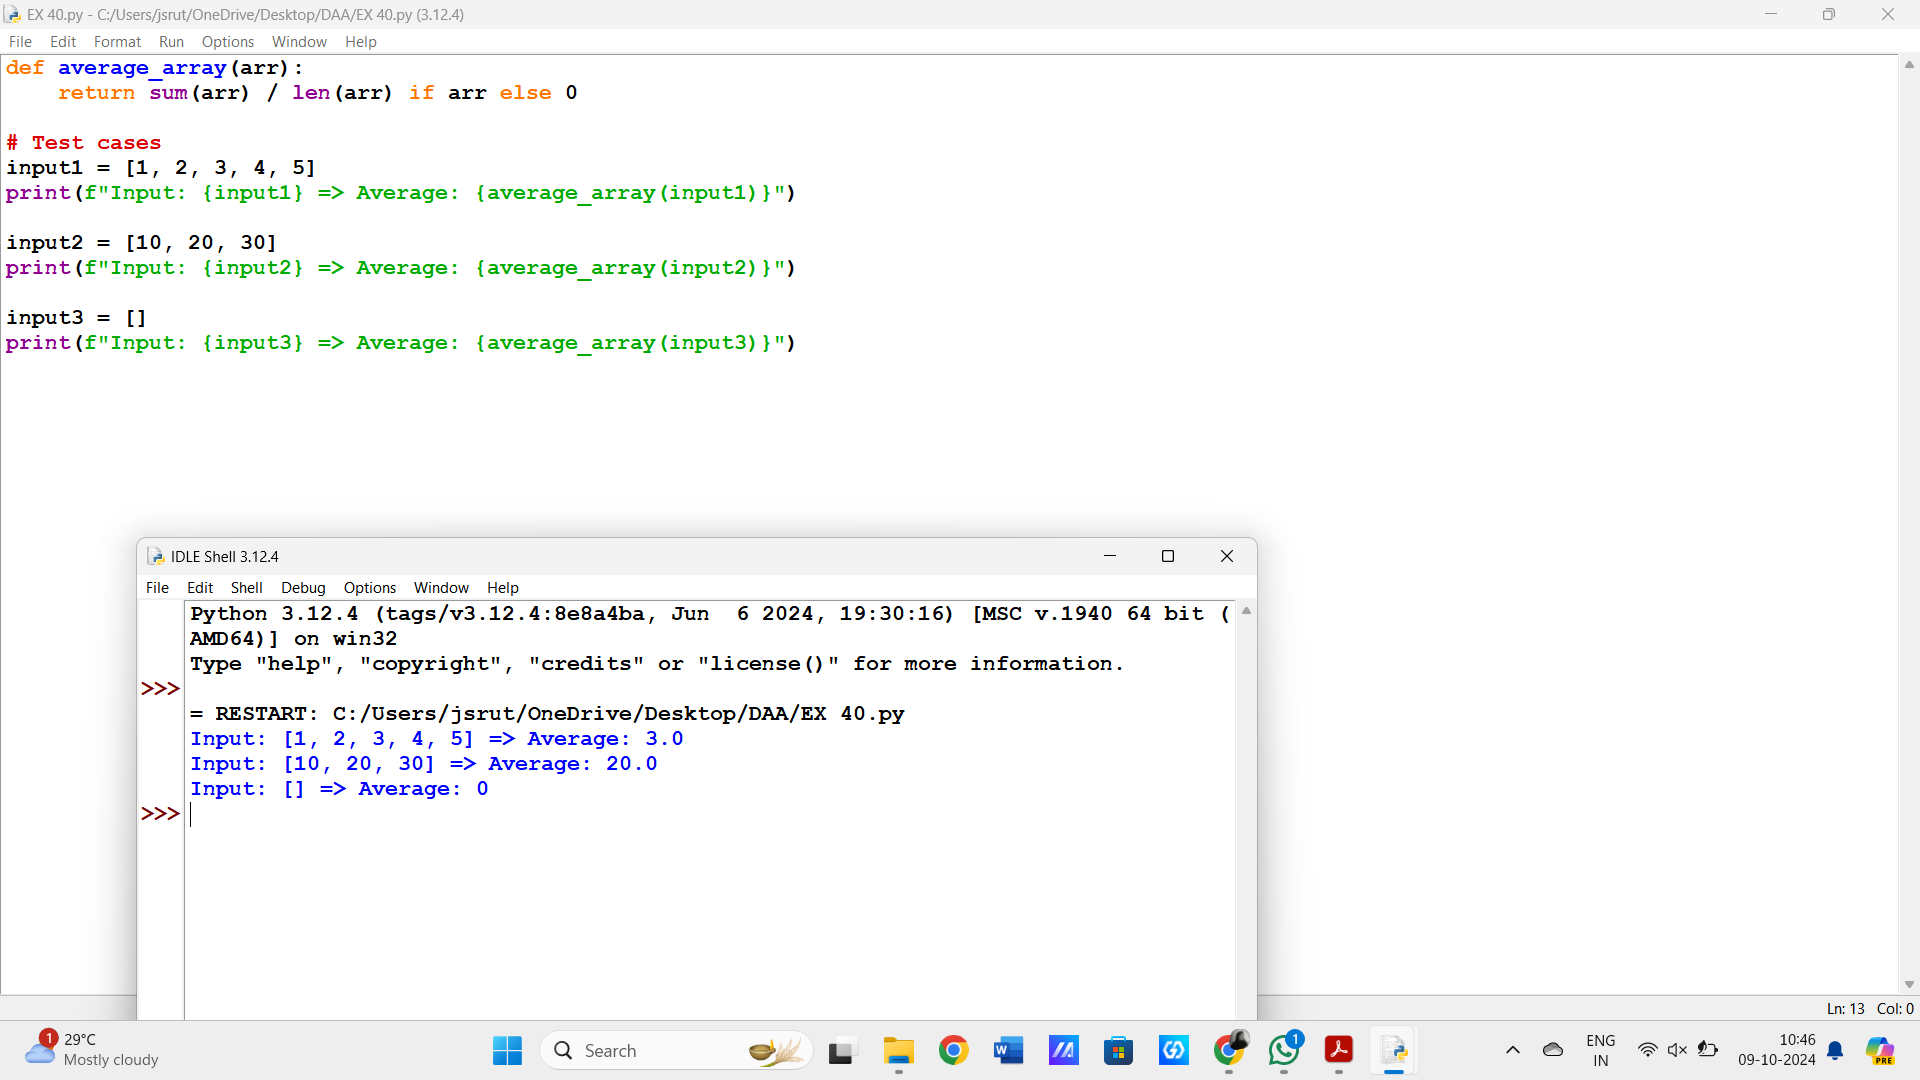 EX 40.py - C:/Users/jsrut/OneDrive/Desktop/DAA/EX 40.py (3.12.4)
File Edit Format Run Options Window Help
def average_array(arr):
    return sum(arr) / len(arr) if arr else 0

# Test cases
input1 = [1, 2, 3, 4, 5]
print(f"Input: {input1} => Average: {average_array(input1)}")

input2 = [10, 20, 30]
print(f"Input: {input2} => Average: {average_array(input2)}")

input3 = []
print(f"Input: {input3} => Average: {average_array(input3)}")
IDLE Shell 3.12.4
File Edit Shell Debug Options Window Help
Python 3.12.4 (tags/v3.12.4:8e8a4ba, Jun  6 2024, 19:30:16) [MSC v.1940 64 bit (
AMD64)] on win32
Type "help", "copyright", "credits" or "license()" for more information.
>>>
= RESTART: C:/Users/jsrut/OneDrive/Desktop/DAA/EX 40.py
Input: [1, 2, 3, 4, 5] => Average: 3.0
Input: [10, 20, 30] => Average: 20.0
Input: [] => Average: 0
>>>
Ln: 13 Col: 0
1
29°C
Mostly cloudy
Search
W
1
ENG
IN
10:46
09-10-2024
PRE